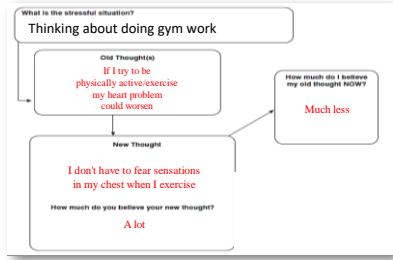 What is the stressful situation?
Thinking about doing gym work
Old Thought(s)
If I try to be
physically active/exercise
my heart problem
could worsen
How much do I believe
my old thought NOW?
Much less
New Thought
I don't have to fear sensations
in my chest when I exercise
How much do you believe your new thought?
A lot